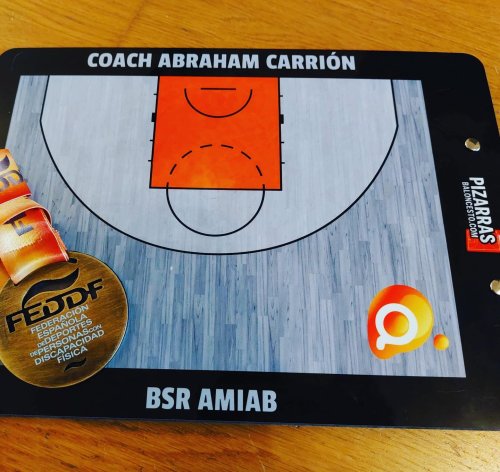 COACH ABRAHAM CARRIÓN
PIZARRAS
BALONCESTO.COM
FEDDF
FEDERACIÓN
ESPAÑOLA
DE DEPORTES
DE PERSONAS CON
DISCAPACIDAD
FÍSICA
BSR AMIAB